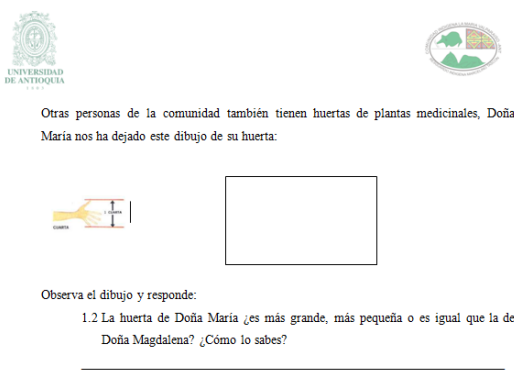 UNIVERSIDAD
DE ANTIOQUIA
Otras personas de la comunidad también tienen huertas de plantas medicinales, Doña
María nos ha dejado este dibujo de su huerta:
CUARTA
Observa el dibujo y responde:
1.2 La huerta de Doña María ¿es más grande, más pequeña o es igual que la de
Doña Magdalena? ¿Cómo lo sabes?